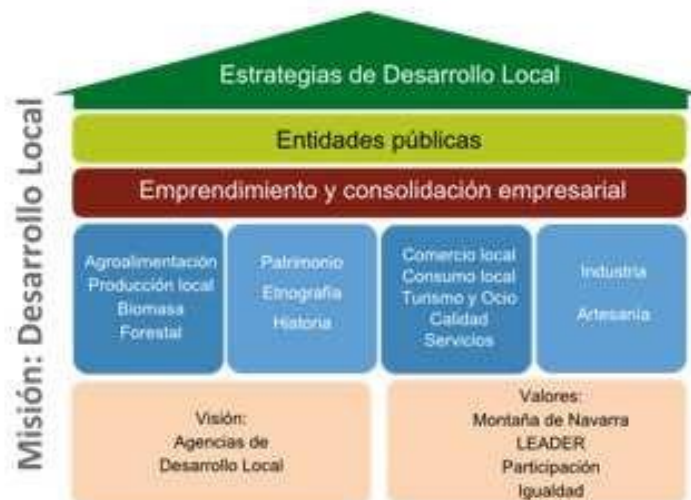 Misión: Desarrollo Local
Estrategias de Desarrollo Local
Entidades públicas
Emprendimiento y consolidación empresarial
Agroalimentación
Producción local
Biomasa
Forestal
Patrimonio
Etnografía
Historia
Comercio local
Consumo local
Turismo y Ocio
Calidad
Servicios
Industria
Artesanía
Visión:
Agencias de
Desarrollo Local
Valores:
Montaña de Navarra
LEADER
Participación
Igualdad